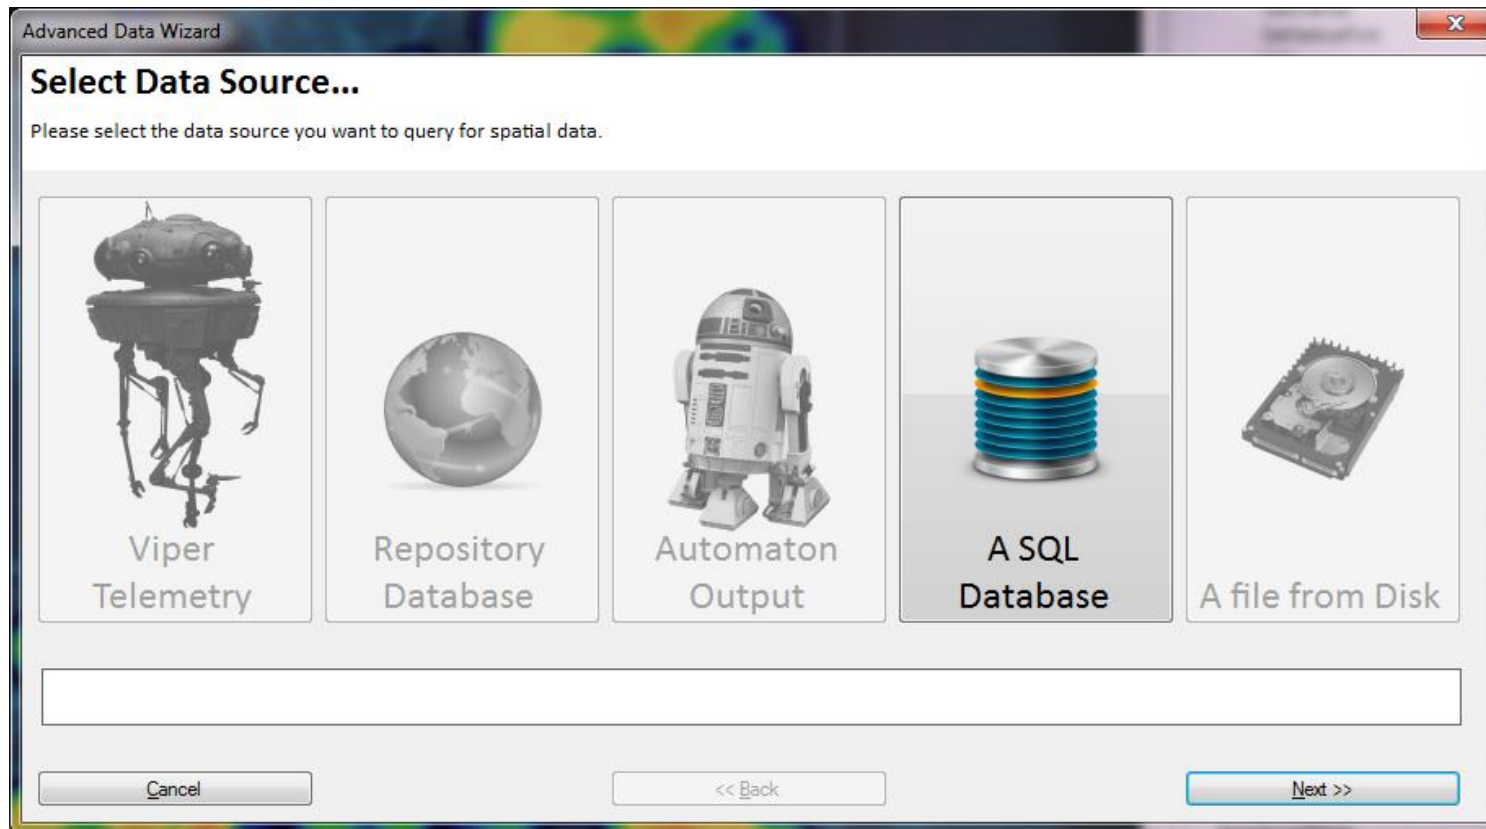 Advanced Data Wizard
Select Data Source...
Please select the data source you want to query for spatial data.
Viper
Telemetry
Repository
Database
Automaton
Output
A SQL
Database
A file from Disk
Cancel
<< Back
Next >>